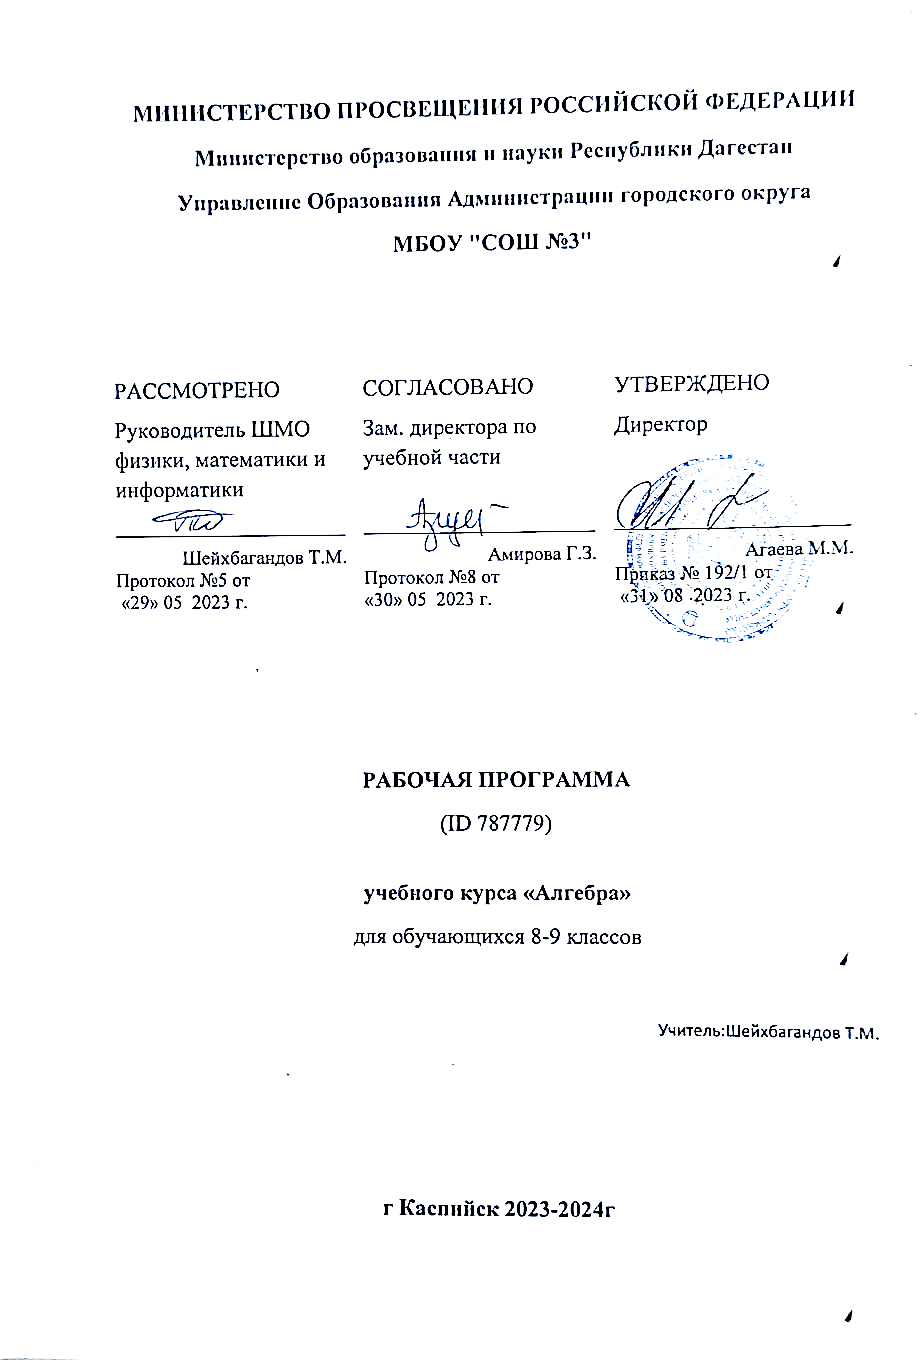 МИНИСТЕРСТВО ПРОСВЕЩЕНИЯ РОССИЙСКОЙ ФЕДЕРАЦИИ
Министерство образования и науки Республики Дагестан
Управление Образования Администрации городского округа
МБОУ "СОШ №3"
РАССМОТРЕНО
Руководитель ШМО
физики, математики и
информатики
Шейхбагандов Т.М.
Протокол №5 от
«29» 05 2023 г.
СОГЛАСОВАНО
Зам. директора по
учебной части
Амирова Г.З.
Протокол №8 от
«30» 05 2023 г.
УТВЕРЖДЕНО
Директор
Агаева М.М.
Приказ № 192/1 от
«31» 08 .2023 г.
РАБОЧАЯ ПРОГРАММА
(ID 787779)
учебного курса «Алгебра»
для обучающихся 8-9 классов
Учитель:Шейхбагандов Т.М.
г Каспийск 2023-2024г